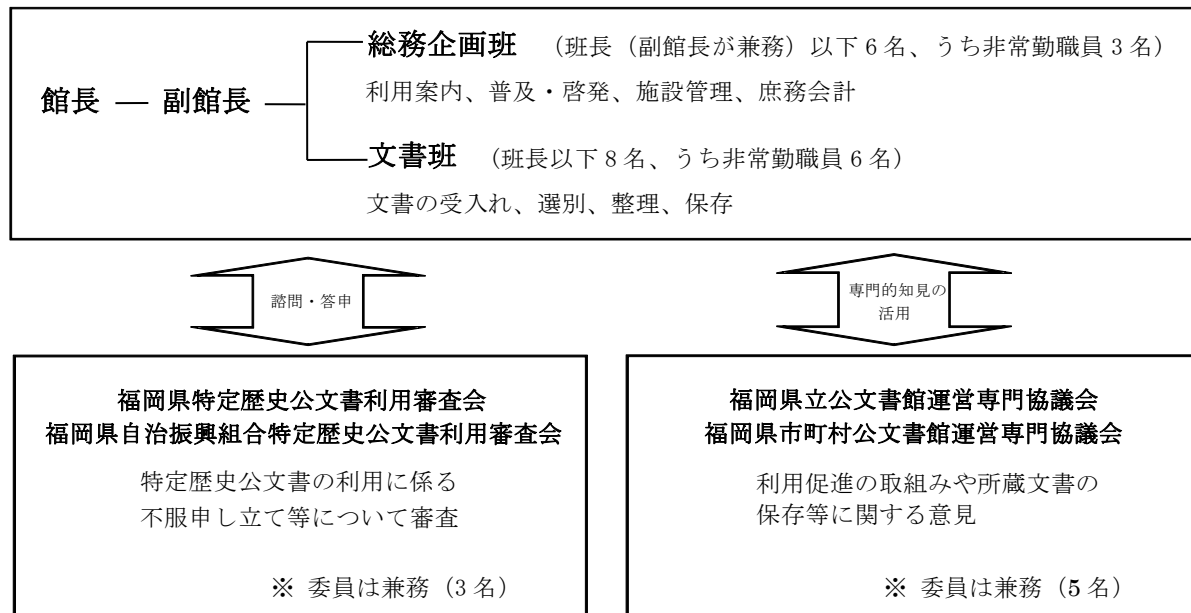 総務企画班 （班長（副館長が兼務）以下6名、うち非常勤職員3名）
利用案内、普及・啓発、施設管理、庶務会計
館長 ― 副館長
文書班 （班長以下8名、うち非常勤職員6名）
文書の受入れ、選別、整理、保存
諮問・答申
専門的知見の
活用
福岡県特定歴史公文書利用審査会
福岡県自治振興組合特定歴史公文書利用審査会
特定歴史公文書の利用に係る
不服申し立て等について審査
※ 委員は兼務（3名）
福岡県立公文書館運営専門協議会
福岡県市町村公文書館運営専門協議会
利用促進の取組みや所蔵文書の
保存等に関する意見
※ 委員は兼務（5名）